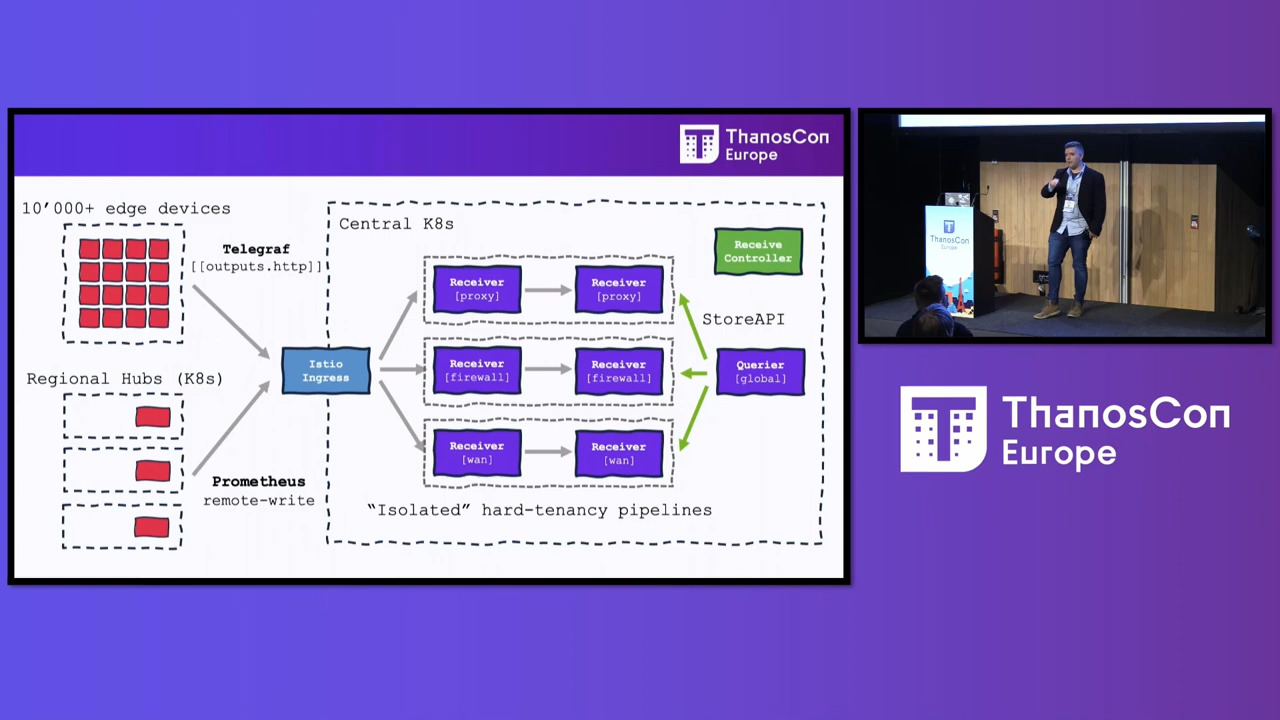 ThanosCon
Europe
10’000+ edge devices
Telegraf
[[outputs.http]]
Regional Hubs (K8s)
Prometheus
remote-write
Istio
Ingress
Central K8s
Receive
Controller
Receiver
[proxy]
Receiver
[proxy]
StoreAPI
Receiver
[firewall]
Receiver
[firewall]
Querier
[global]
Receiver
[wan]
Receiver
[wan]
“Isolated” hard-tenancy pipelines
ThanosCon
Europe
ThanosCon
Europe